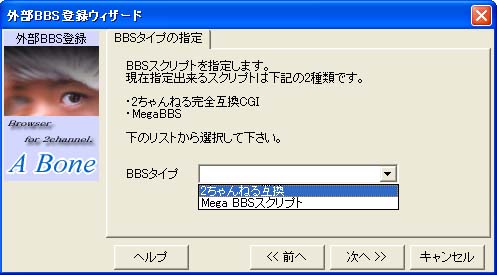 外部BBS登録ウィザード
外部BBS登録
BBSタイプの指定
BBSスクリプトを指定します。
現在指定出来るスクリプトは下記の2種類です。
・2ちゃんねる完全互換CGI
・MegaBBS
下のリストから選択して下さい。
Browser
for 2channel.
A Bone
BBSタイプ
2ちゃんねる互換
Mega BBSスクリプト
ヘルプ
<< 前へ
次へ >>
キャンセル